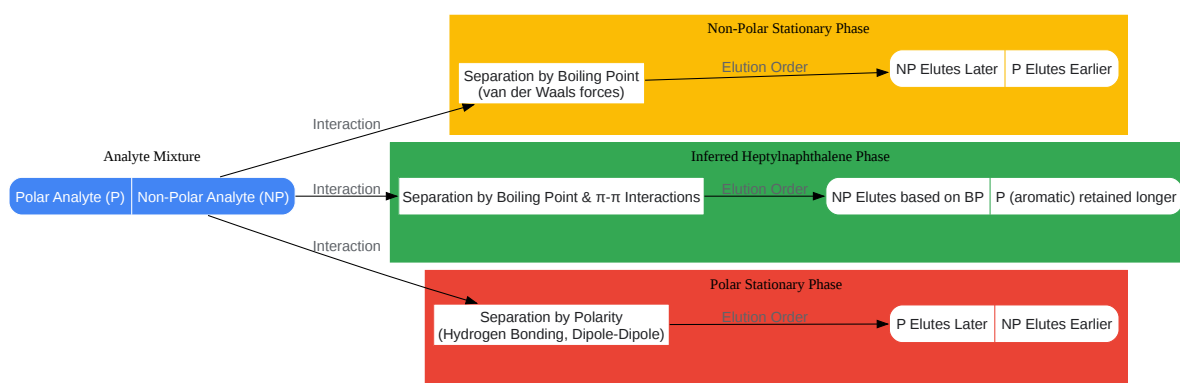 Non-Polar Stationary Phase
Separation by Boiling Point
(van der Waals forces)
Elution Order
NP Elutes Later
P Elutes Earlier
Interaction
Analyte Mixture
Polar Analyte (P)
Non-Polar Analyte (NP)
Interaction
Inferred Heptylnaphthalene Phase
Separation by Boiling Point & π-π Interactions
Elution Order
NP Elutes based on BP
P (aromatic) retained longer
Interaction
Polar Stationary Phase
Separation by Polarity
(Hydrogen Bonding, Dipole-Dipole)
Elution Order
P Elutes Later
NP Elutes Earlier